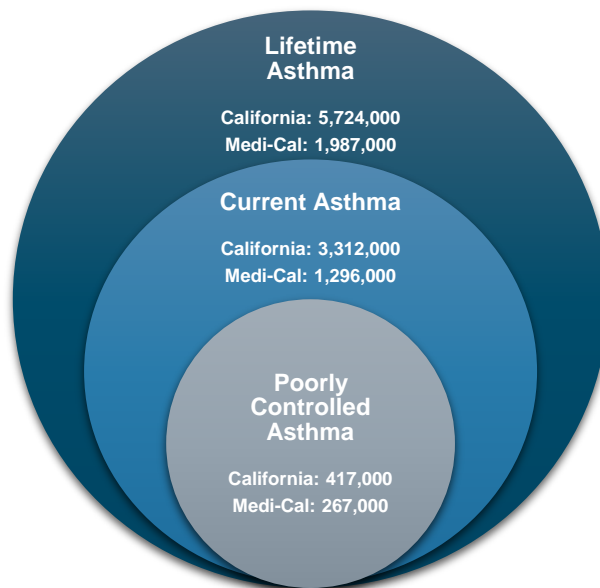 Lifetime
Asthma
California: 5,724,000
Medi-Cal: 1,987,000
Current Asthma
California: 3,312,000
Medi-Cal: 1,296,000
Poorly
Controlled
Asthma
California: 417,000
Medi-Cal: 267,000